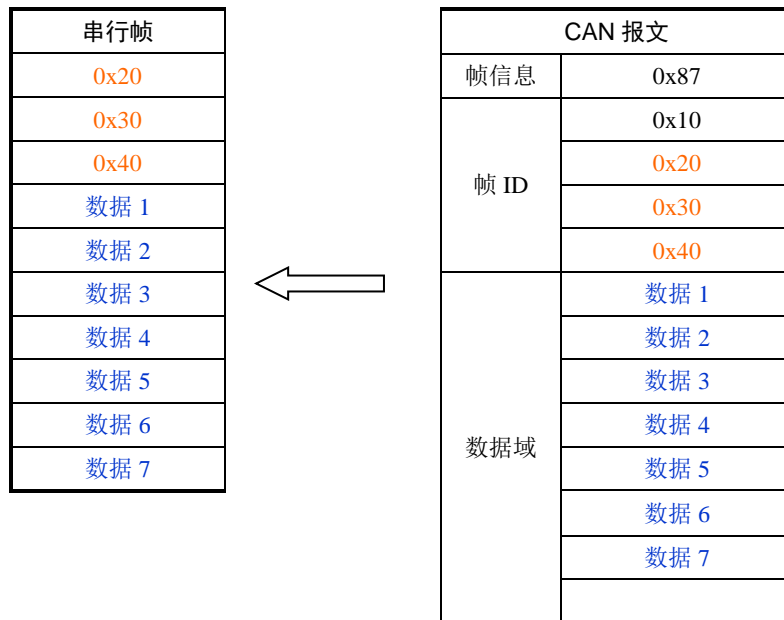 串行帧
0x20
0x30
0x40
数据 1
数据 2
数据 3
数据 4
数据 5
数据 6
数据 7
CAN 报文
帧信息 0x87
帧 ID
0x10
0x20
0x30
0x40
数据域
数据 1
数据 2
数据 3
数据 4
数据 5
数据 6
数据 7